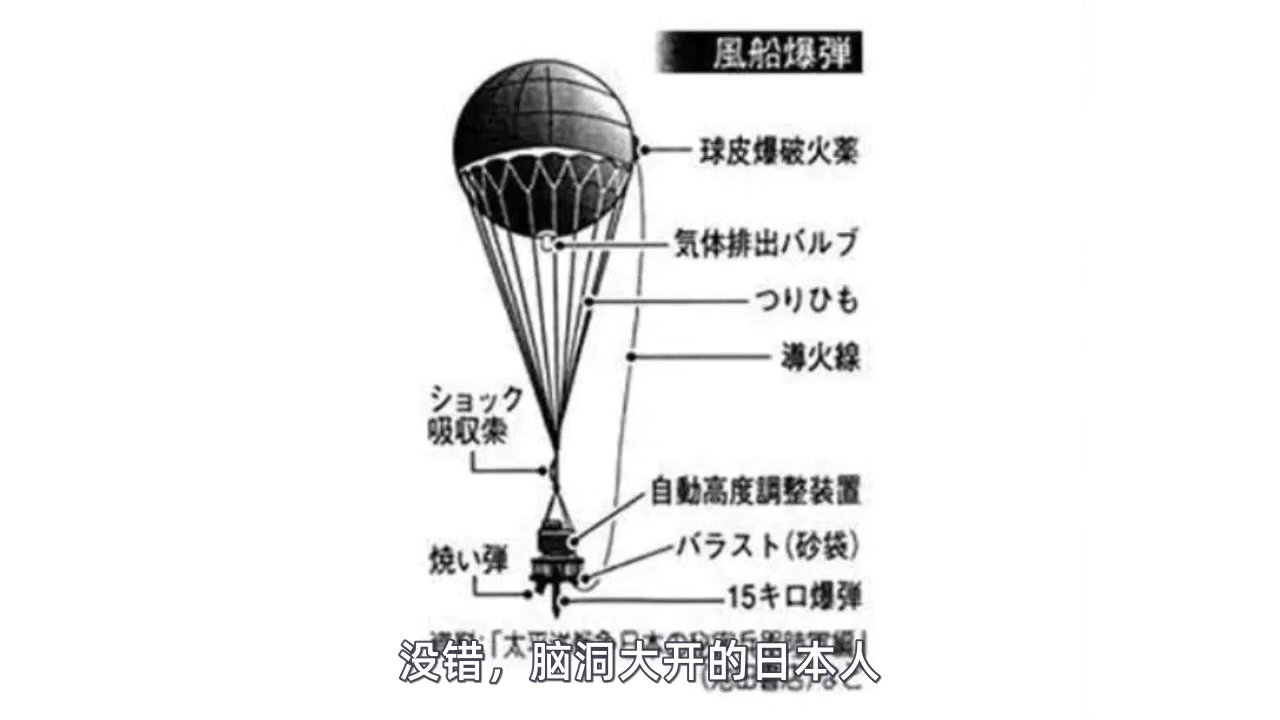 風船爆弾
球皮爆破火薬
気体排出バルブ
つりひも
導火線
ショック
吸収索
自動高度調整装置
バラスト(砂袋)
焼い弾
15キロ爆弾
没错，脑洞大开的日本人